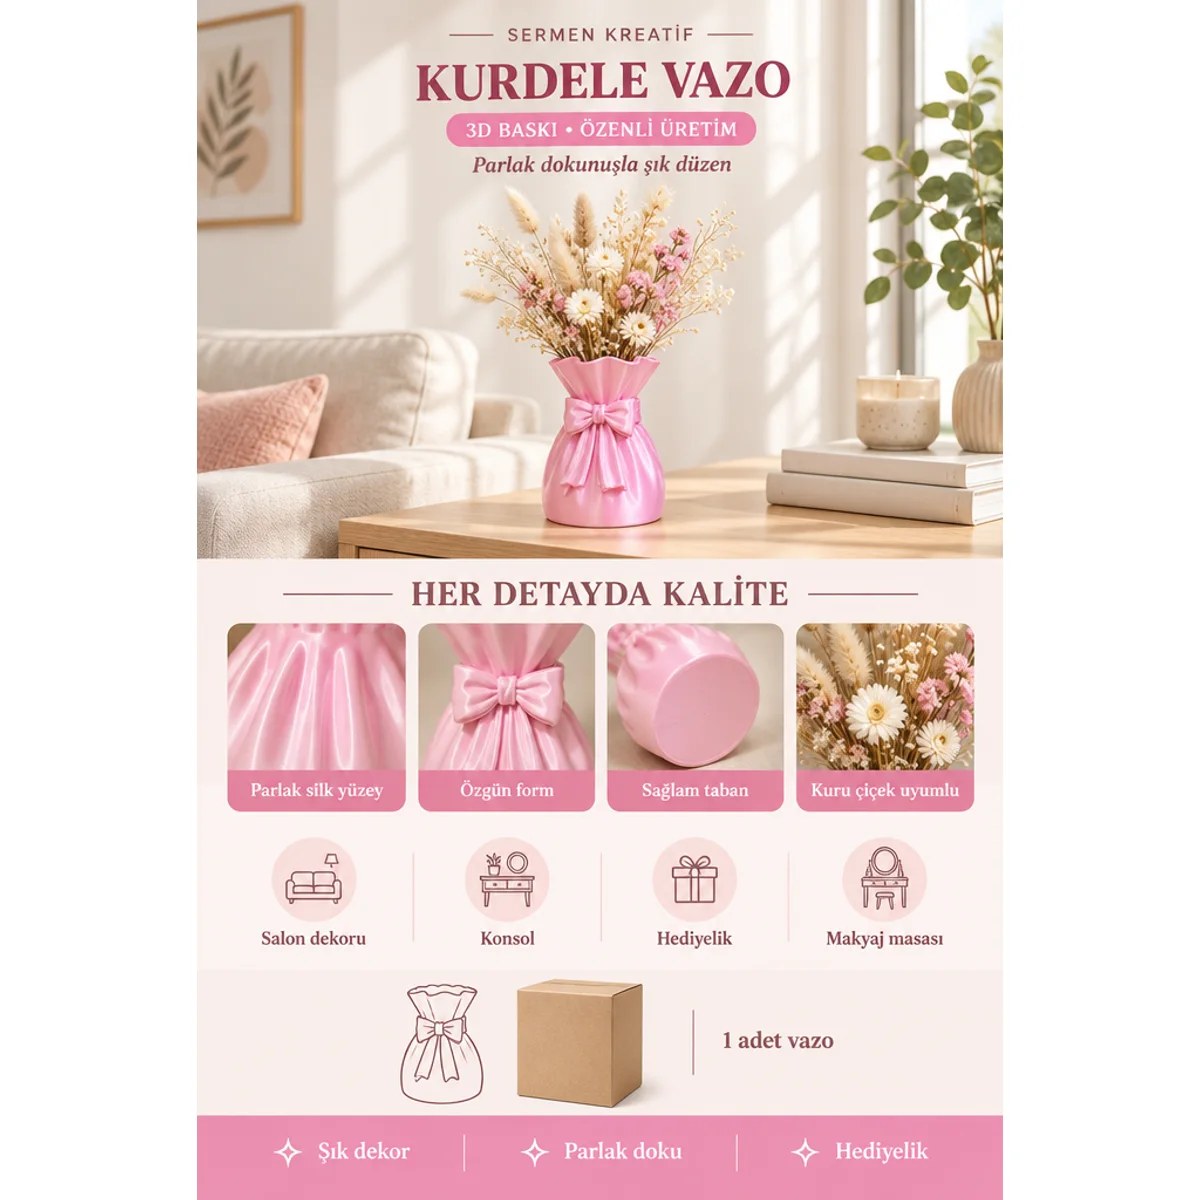 SERMEN KREATİF
KURDELE VAZO
3D BASKI • ÖZENLİ ÜRETİM
Parlak dokunuşla şık düzen
HER DETAYDA KALİTE
Parlak silk yüzey
Özgün form
Sağlam taban
Kuru çiçek uyumlu
Salon dekoru
Konsol
Hediyelik
Makyaj masası
1 adet vazo
Şık dekor
Parlak doku
Hediyelik